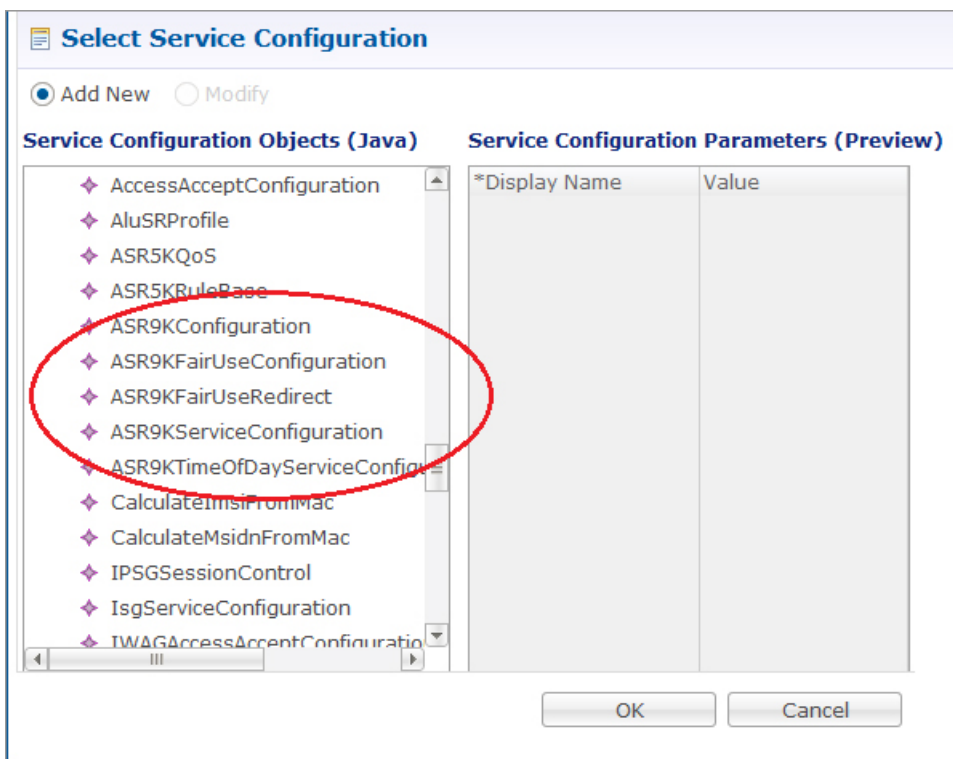 Select Service Configuration
Add New Modify
Service Configuration Objects (Java)
Service Configuration Parameters (Preview)
AccessAcceptConfiguration
AluSRProfile
ASR5KQoS
ASR5KRuleBase
ASR9KConfiguration
ASR9KFairUseConfiguration
ASR9KFairUseRedirect
ASR9KServiceConfiguration
ASR9KTimeOfDayServiceConfigu
CalculateImsiFromMac
CalculateMsidnFromMac
IPSGSessionControl
IsgServiceConfiguration
IWAGAccessAcceptConfiguratio
*Display Name Value
OK Cancel